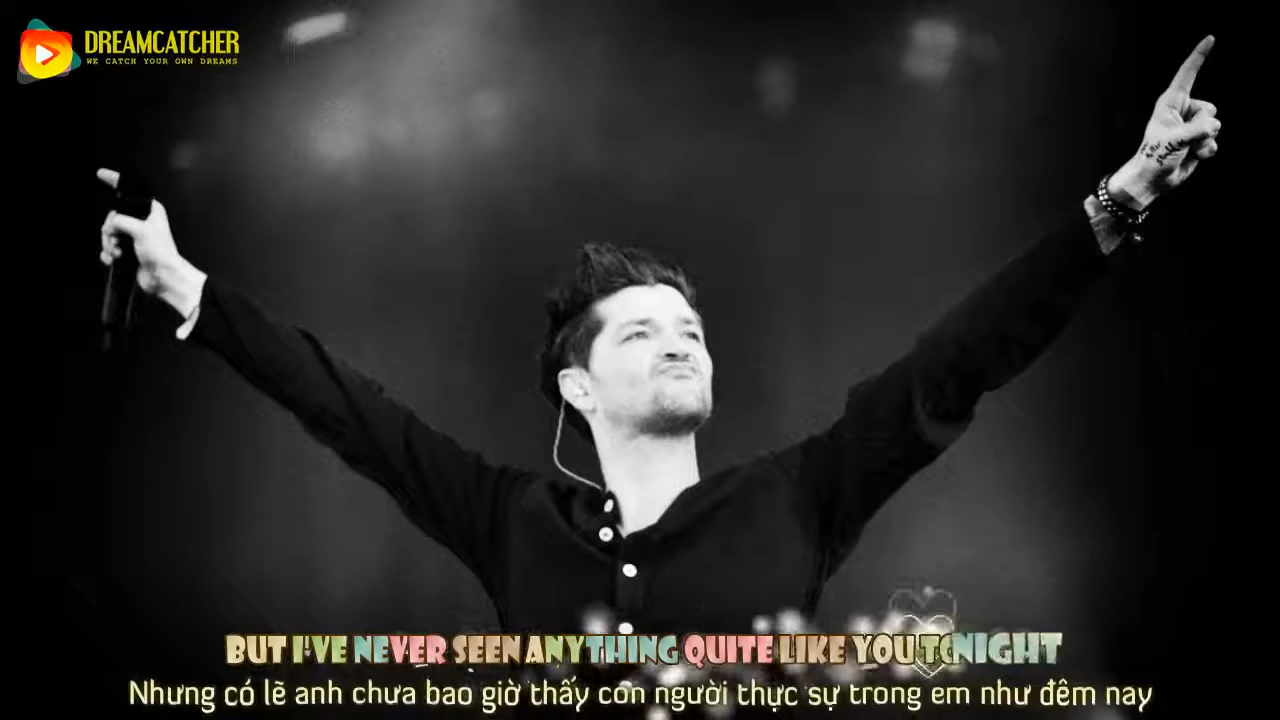 DREAMCATCHER
WE CATCH YOUR OWN DREAMS
BUT I'VE NEVER SEEN ANYTHING QUITE LIKE YOU TONIGHT
Nhưng có lẽ anh chưa bao giờ thấy con người thực sự trong em như đêm nay